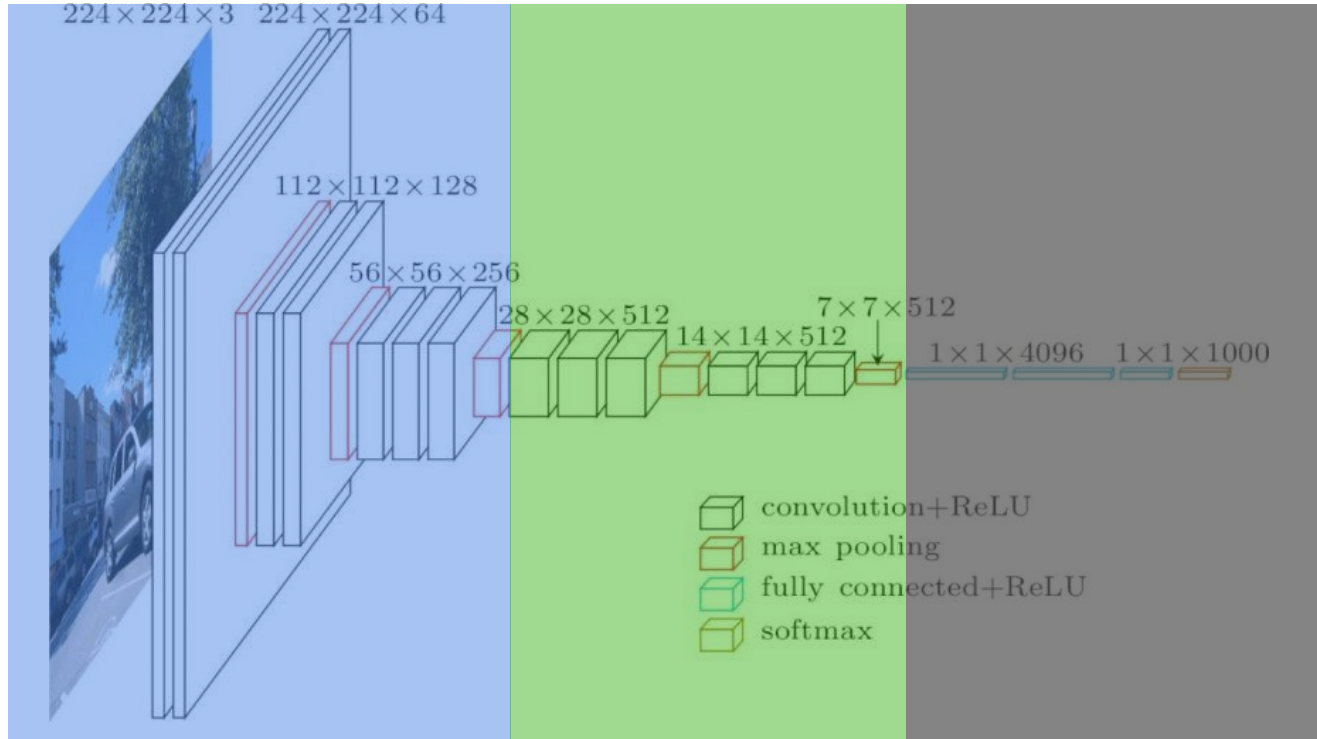 224×224×3
224×224×64
112×112×128
56×56×256
28×28×512
14×14×512
7×7×512
1×1×4096
1×1×1000
convolution+ReLU
max pooling
fully connected+ReLU
softmax